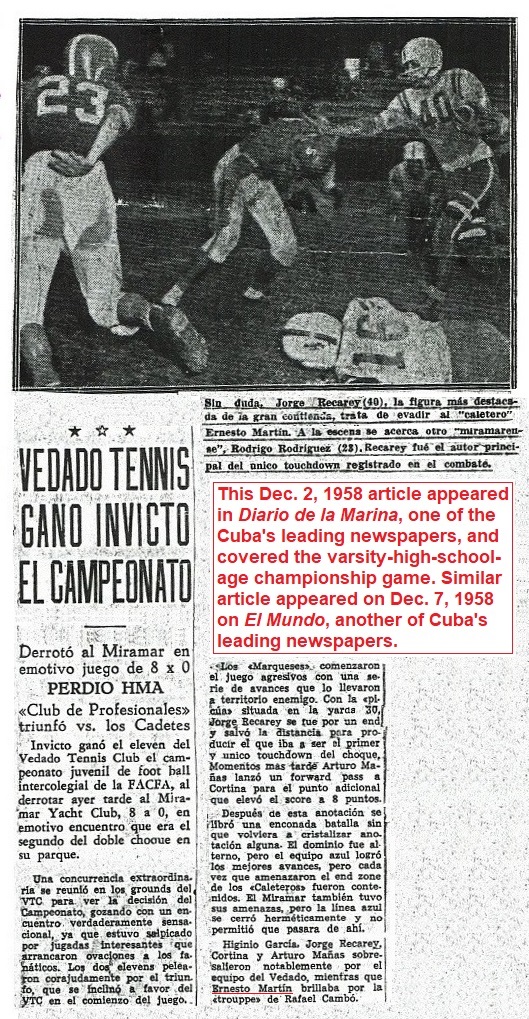 23
40
16
Sin duda, Jorge Recarey (40), la figura más destaca-
da de la gran contienda, trata de evadir al "caletero"
Ernesto Martín. A la escena se acerca otro "miramaren-
se", Rodrigo Rodríguez (23). Recarey fué el autor princi-
pal del unico touchdown registrado en el combate.
VEDADO TENNIS
GANO INVICTO
EL CAMPEONATO
Derrotó al Miramar en
emotivo juego de 8 x 0
PERDIO HMA
«Club de Profesionales»
triunfó vs. los Cadetes
Invicto ganó el eleven del
Vedado Tennis Club el cam-
peonato juvenil de foot ball
intercolegial de la FACFA, al
derrotar ayer tarde al Mira-
mar Yacht Club, 8 a 0, en
emotivo encuentro que era el
segundo del doble choque en
su parque.
Una concurrencia extraordina-
ria se reunió en los grounds del
VTC para ver la decisión del
Campeonato, gozando con un en-
cuentro verdaderamente sensa-
cional, ya que estuvo salpicado
por jugadas interesantes que
arrancaron ovaciones a los fa-
náticos. Los dos elevens pelea-
ron corajudamente por el triun-
fo, que se inclinó a favor del
VTC en el comienzo del juego.
This Dec. 2, 1958 article appeared
in Diario de la Marina, one of the
Cuba's leading newspapers, and
covered the varsity-high-school-
age championship game. Similar
article appeared on Dec. 7, 1958
on El Mundo, another of Cuba's
leading newspapers.
Los «Marqueses» comenzaron
el juego agresivos con una se-
rie de avances que lo llevaron
a territorio enemigo. Con la «pi-
cúa» situada en la yarda 30,
Jorge Recarey se fue por un end
y salvó la distancia para pro-
ducir el que iba a ser el primer
y unico touchdown del choque,
Momentos mas tarde Arturo Ma-
ñas lanzó un forward pass a
Cortina para el punto adicional
que elevó el score a 8 puntos.
Después de esta anotación se
libró una enconada batalla sin
que volviera a cristalizar ano-
tación alguna. El dominio fue al-
terno, pero el equipo azul logró
los mejores avances, pero cada
vez que amenazaron el end zone
de los «Caleteros» fueron conte-
nidos. El Miramar también tuvo
sus amenazas, pero la línea azul
se cerró herméticamente y no
permitió que pasara de ahí.
Higinio García, Jorge Recarey,
Cortina y Arturo Mañas sobre-
salieron notablemente por el
equipo del Vedado, mientras que
Ernesto Martín brillaba por la
«trouppe» de Rafael Cambó.